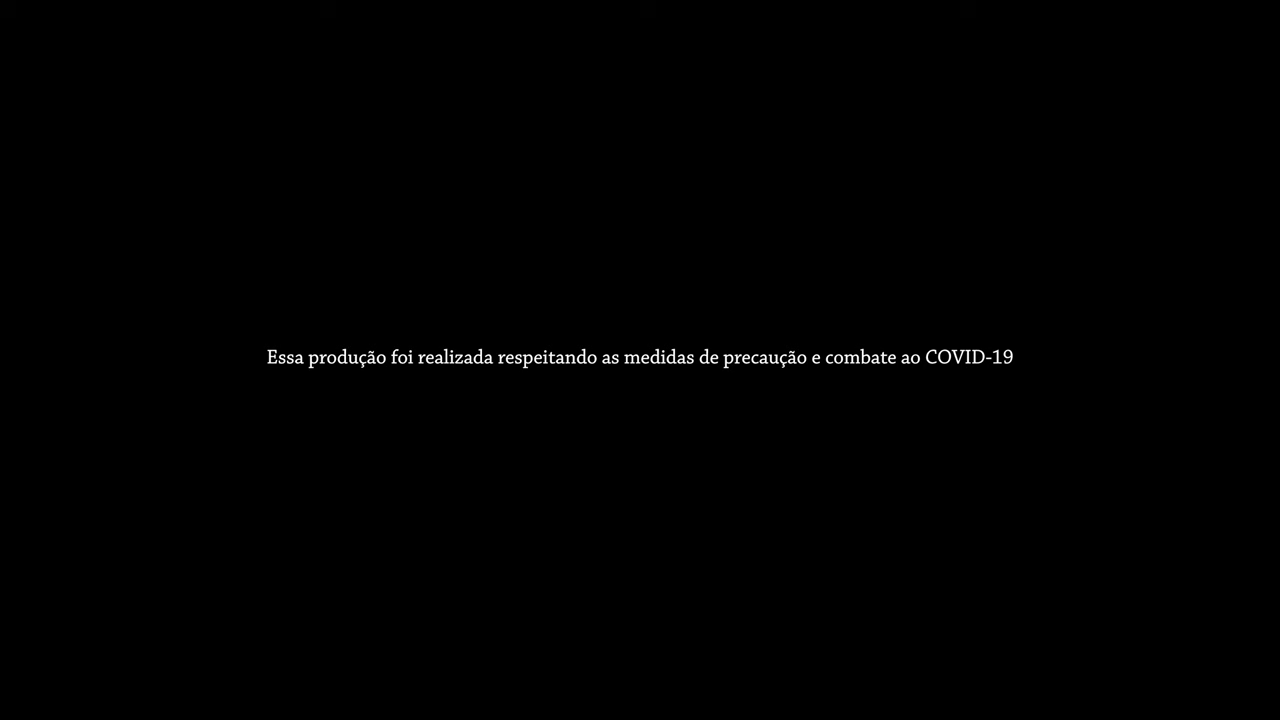 Essa produção foi realizada respeitando as medidas de precaução e combate ao COVID-19